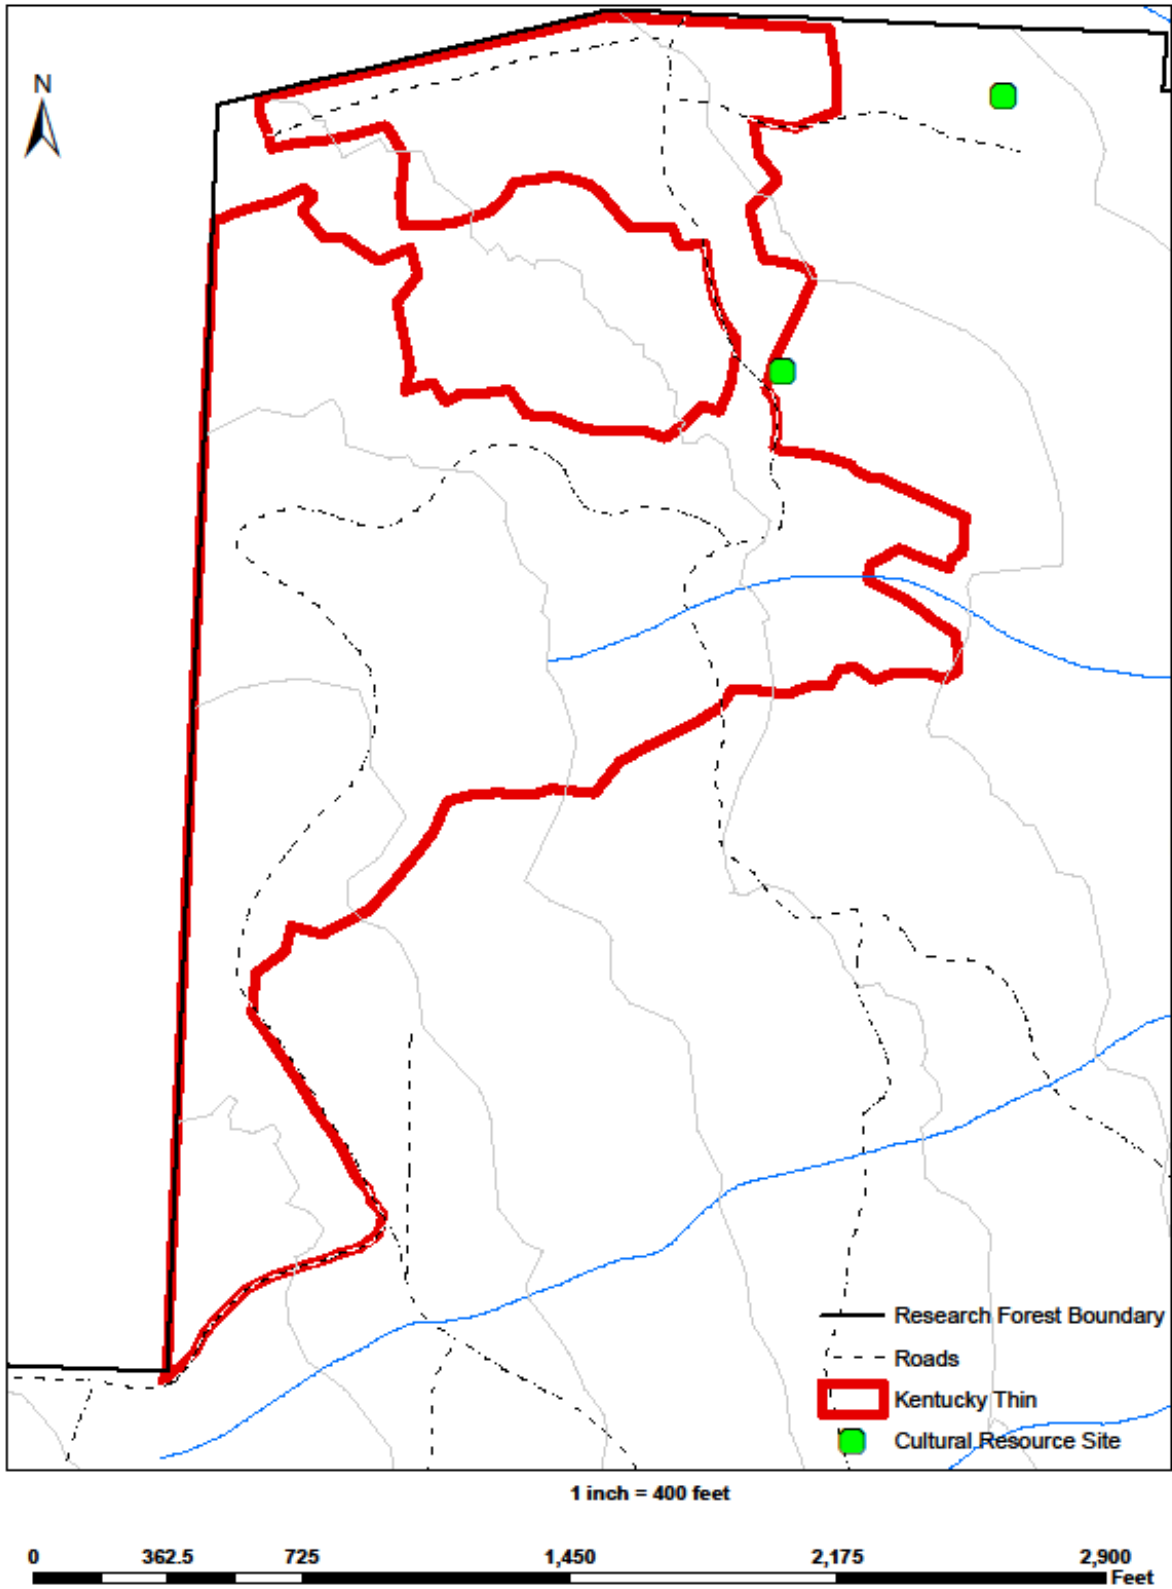 N
Research Forest Boundary
Roads
Kentucky Thin
Cultural Resource Site
1 inch = 400 feet
0 362.5 725 1,450 2,175 2,900
Feet